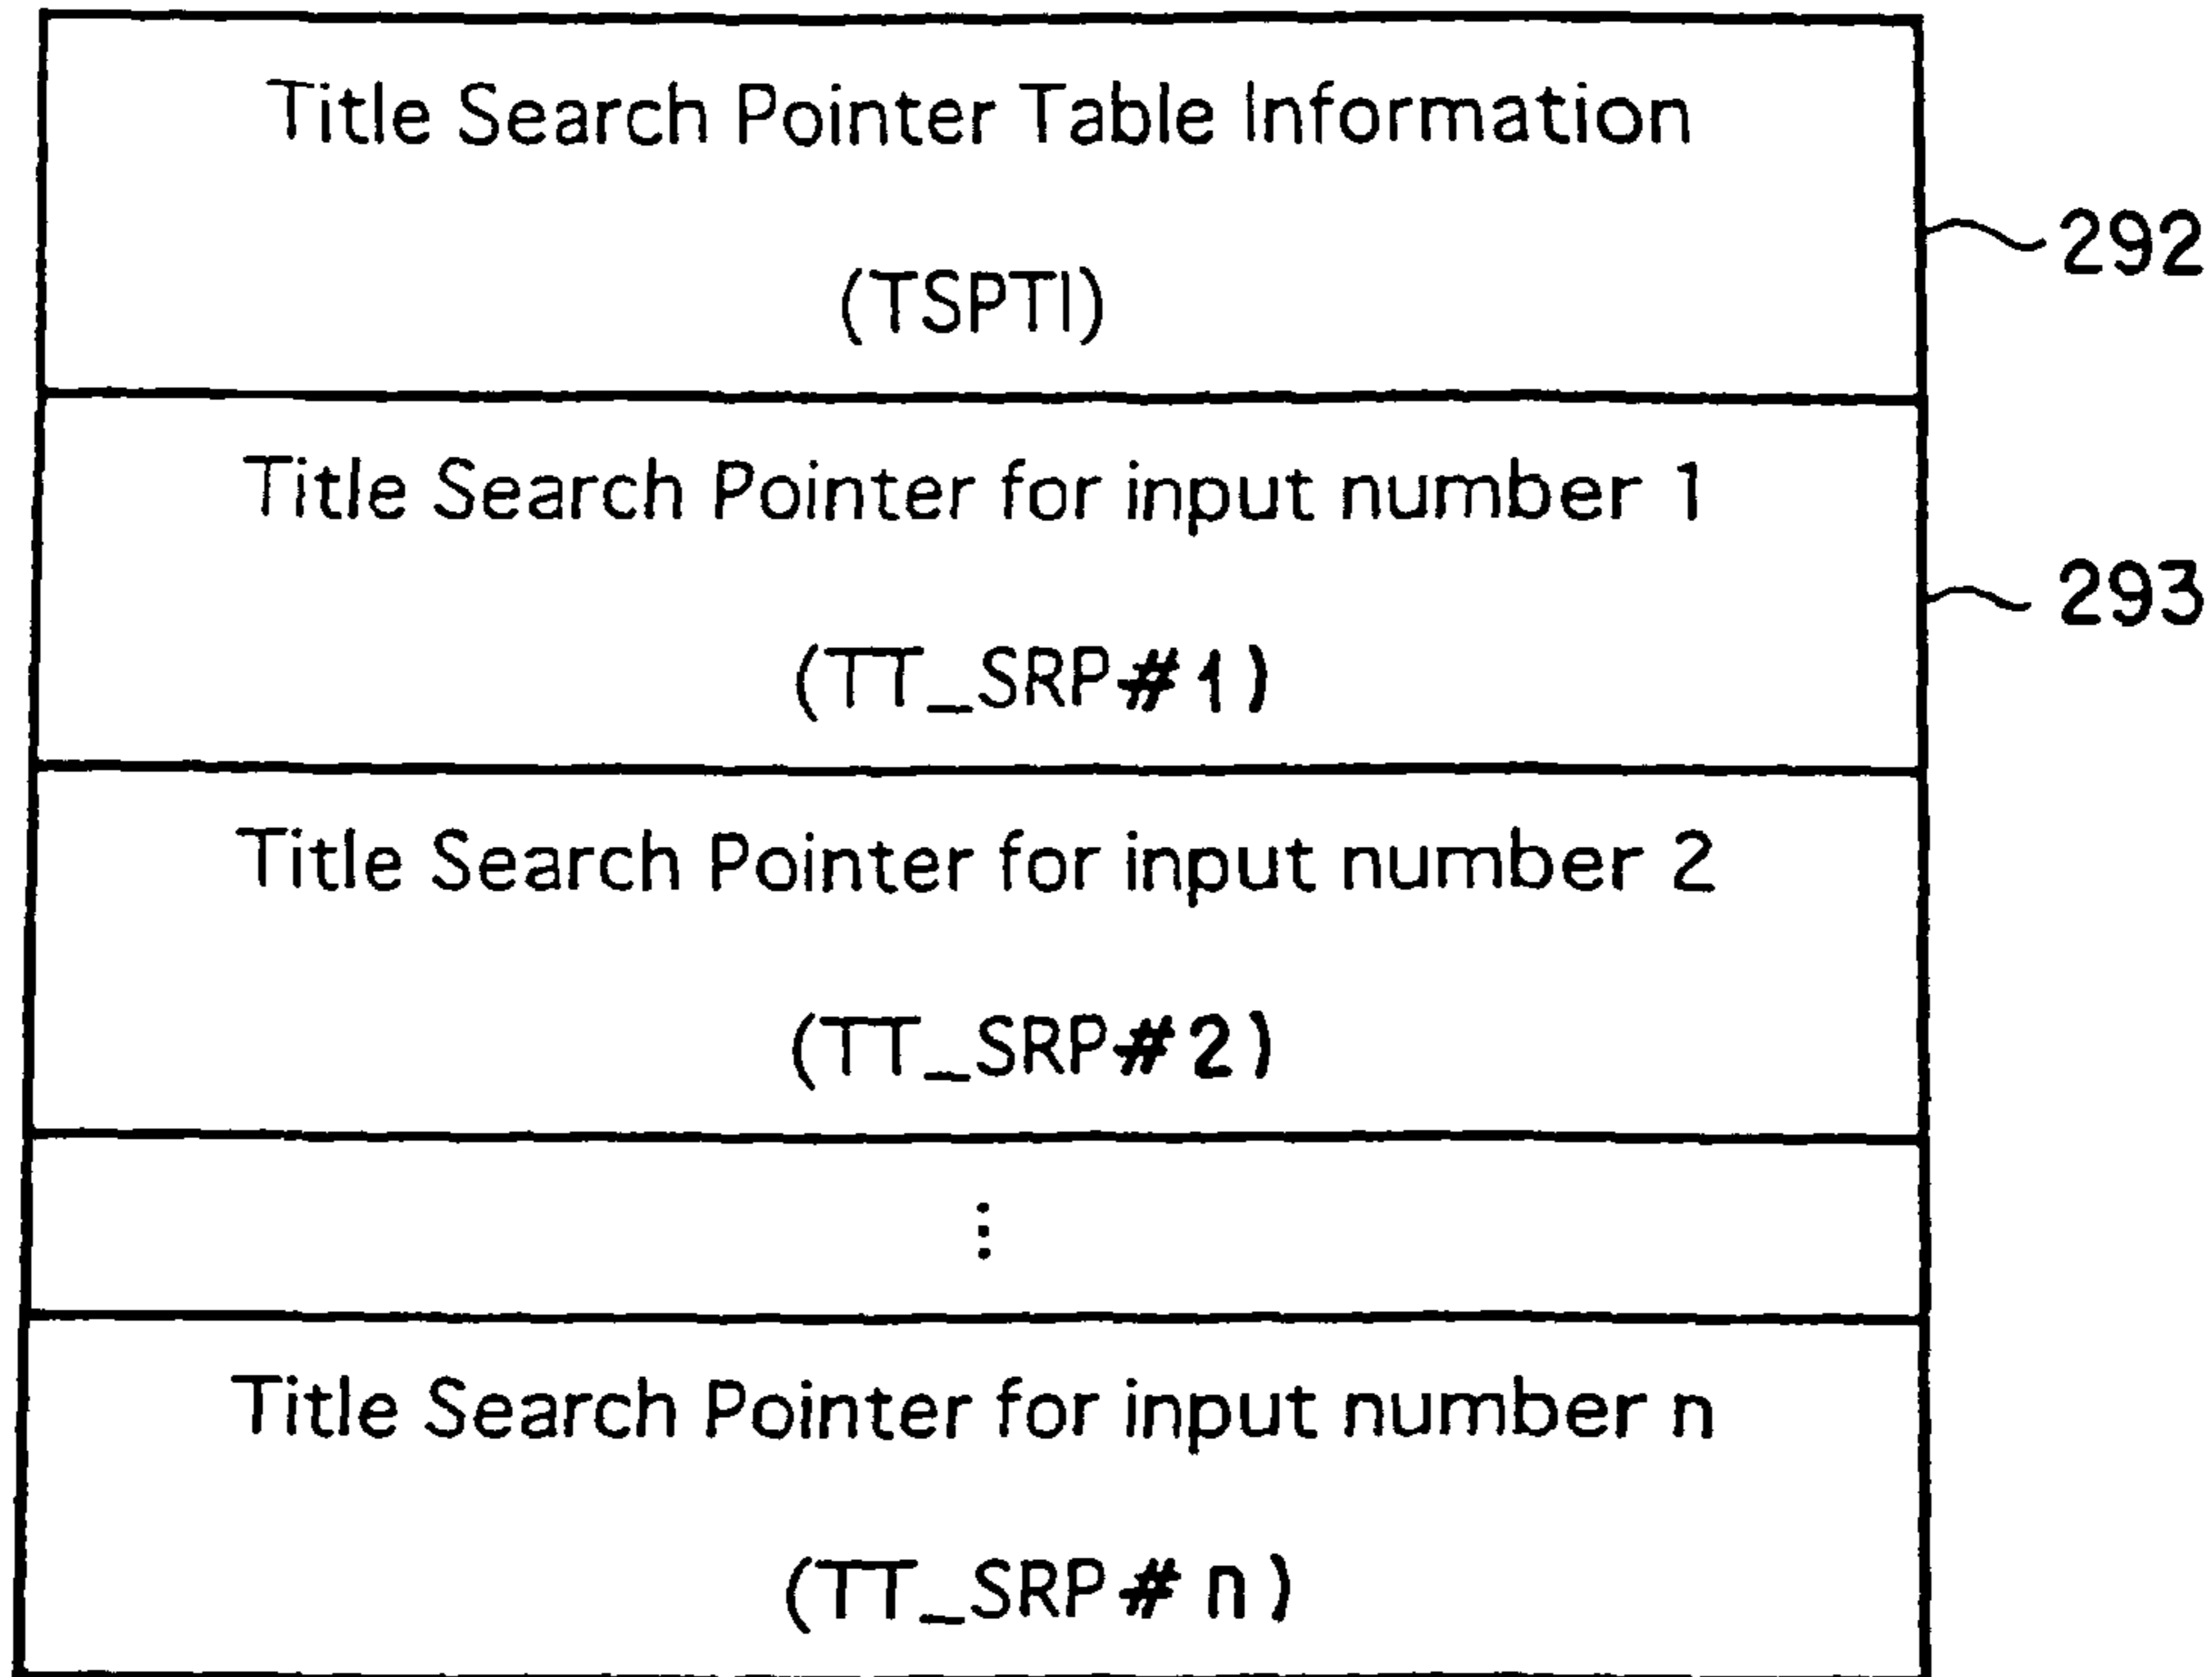 Title Search Pointer Table Information
(TSPTI)
292
Title Search Pointer for input number 1
(TT_SRP#1)
293
Title Search Pointer for input number 2
(TT_SRP#2)
⋮
Title Search Pointer for input number n
(TT_SRP#n)